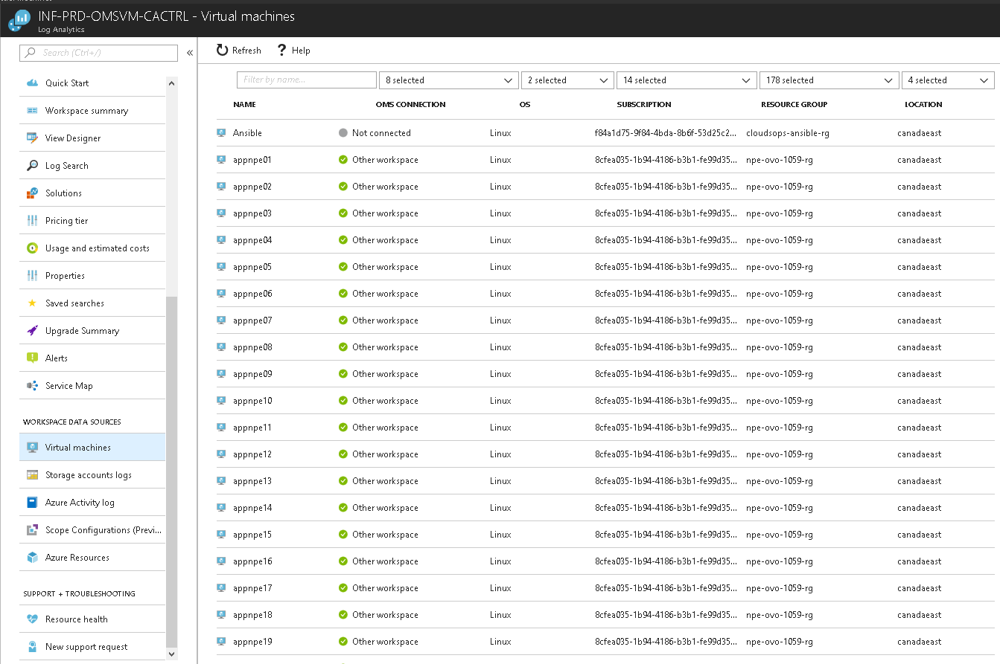 INF-PRD-OMSVM-CACTRL - Virtual machines
Log Analytics
Search (Ctrl+/)
«
Quick Start
Workspace summary
View Designer
Log Search
Solutions
Pricing tier
Usage and estimated costs
Properties
Saved searches
Upgrade Summary
Alerts
Service Map
WORKSPACE DATA SOURCES
Virtual machines
Storage accounts logs
Azure Activity log
Scope Configurations (Previ...
Azure Resources
SUPPORT + TROUBLESHOOTING
Resource health
New support request
Refresh ? Help
Filter by name... 8 selected 2 selected 14 selected 178 selected 4 selected
NAME OMS CONNECTION OS SUBSCRIPTION RESOURCE GROUP LOCATION
Ansible Not connected Linux f84a1d75-9f84-4bda-8b6f-53d25c2... cloudsops-ansible-rg canadaeast
appnpe01 Other workspace Linux 8cfea035-1b94-4186-b3b1-fe99d35... npe-ovo-1059-rg canadaeast
appnpe02 Other workspace Linux 8cfea035-1b94-4186-b3b1-fe99d35... npe-ovo-1059-rg canadaeast
appnpe03 Other workspace Linux 8cfea035-1b94-4186-b3b1-fe99d35... npe-ovo-1059-rg canadaeast
appnpe04 Other workspace Linux 8cfea035-1b94-4186-b3b1-fe99d35... npe-ovo-1059-rg canadaeast
appnpe05 Other workspace Linux 8cfea035-1b94-4186-b3b1-fe99d35... npe-ovo-1059-rg canadaeast
appnpe06 Other workspace Linux 8cfea035-1b94-4186-b3b1-fe99d35... npe-ovo-1059-rg canadaeast
appnpe07 Other workspace Linux 8cfea035-1b94-4186-b3b1-fe99d35... npe-ovo-1059-rg canadaeast
appnpe08 Other workspace Linux 8cfea035-1b94-4186-b3b1-fe99d35... npe-ovo-1059-rg canadaeast
appnpe09 Other workspace Linux 8cfea035-1b94-4186-b3b1-fe99d35... npe-ovo-1059-rg canadaeast
appnpe10 Other workspace Linux 8cfea035-1b94-4186-b3b1-fe99d35... npe-ovo-1059-rg canadaeast
appnpe11 Other workspace Linux 8cfea035-1b94-4186-b3b1-fe99d35... npe-ovo-1059-rg canadaeast
appnpe12 Other workspace Linux 8cfea035-1b94-4186-b3b1-fe99d35... npe-ovo-1059-rg canadaeast
appnpe13 Other workspace Linux 8cfea035-1b94-4186-b3b1-fe99d35... npe-ovo-1059-rg canadaeast
appnpe14 Other workspace Linux 8cfea035-1b94-4186-b3b1-fe99d35... npe-ovo-1059-rg canadaeast
appnpe15 Other workspace Linux 8cfea035-1b94-4186-b3b1-fe99d35... npe-ovo-1059-rg canadaeast
appnpe16 Other workspace Linux 8cfea035-1b94-4186-b3b1-fe99d35... npe-ovo-1059-rg canadaeast
appnpe17 Other workspace Linux 8cfea035-1b94-4186-b3b1-fe99d35... npe-ovo-1059-rg canadaeast
appnpe18 Other workspace Linux 8cfea035-1b94-4186-b3b1-fe99d35... npe-ovo-1059-rg canadaeast
appnpe19 Other workspace Linux 8cfea035-1b94-4186-b3b1-fe99d35... npe-ovo-1059-rg canadaeast